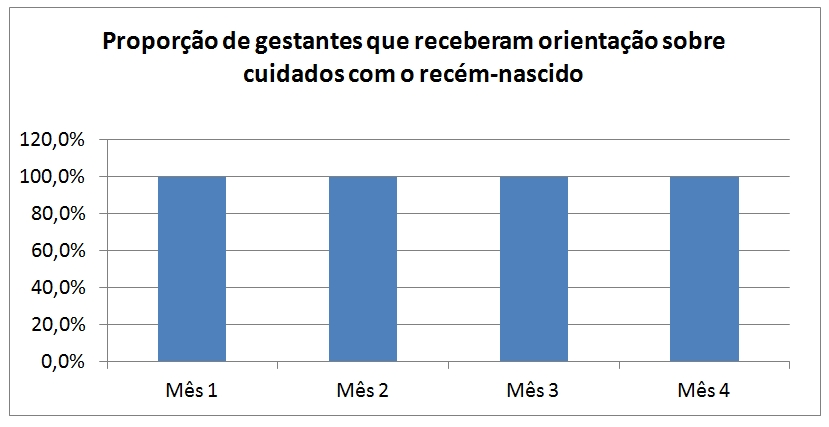 Proporção de gestantes que receberam orientação sobre
cuidados com o recém-nascido
120,0%
100,0%
80,0%
60,0%
40,0%
20,0%
0,0%
Mês 1 Mês 2 Mês 3 Mês 4